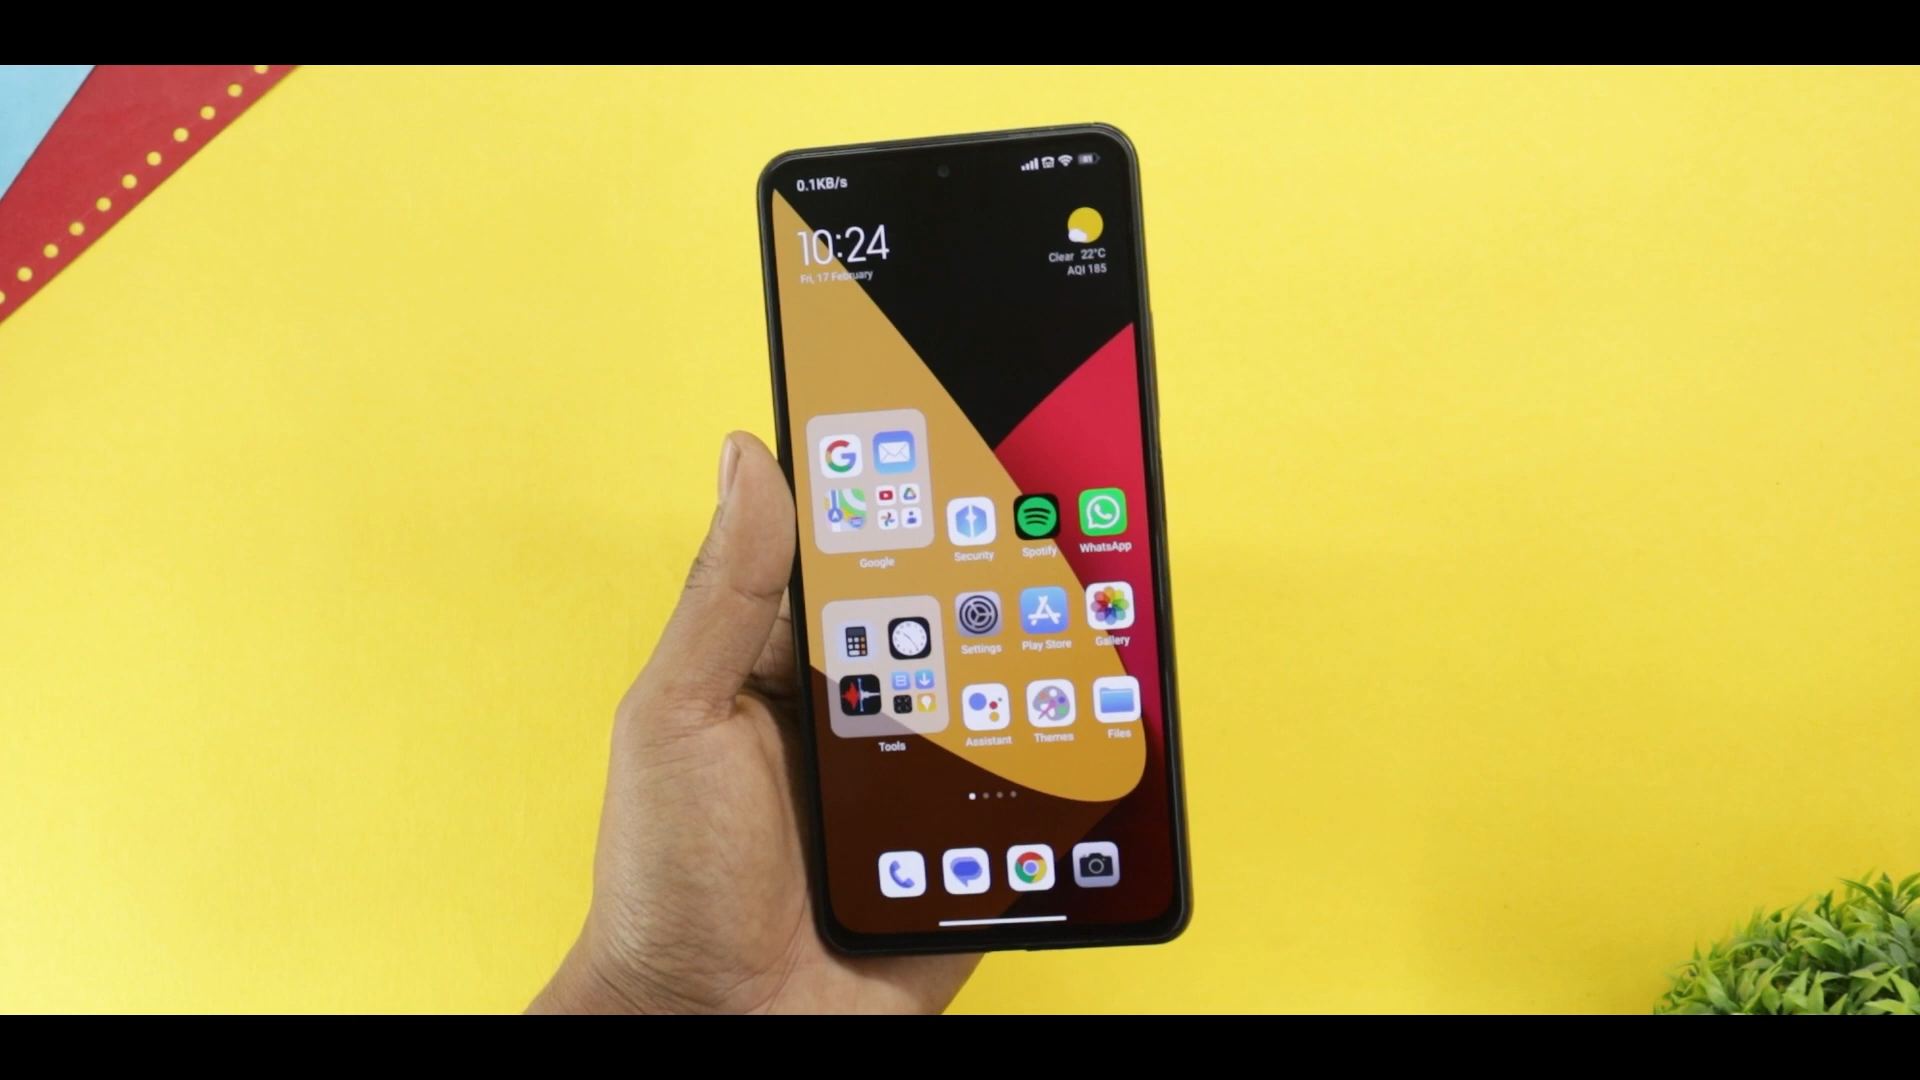 0.1KB/s
10:24
Fri, 17 February
Clear 22°C
AQI 185
Google
Security
Spotify
WhatsApp
Settings
Play Store
Gallery
Tools
Assistant
Themes
Files